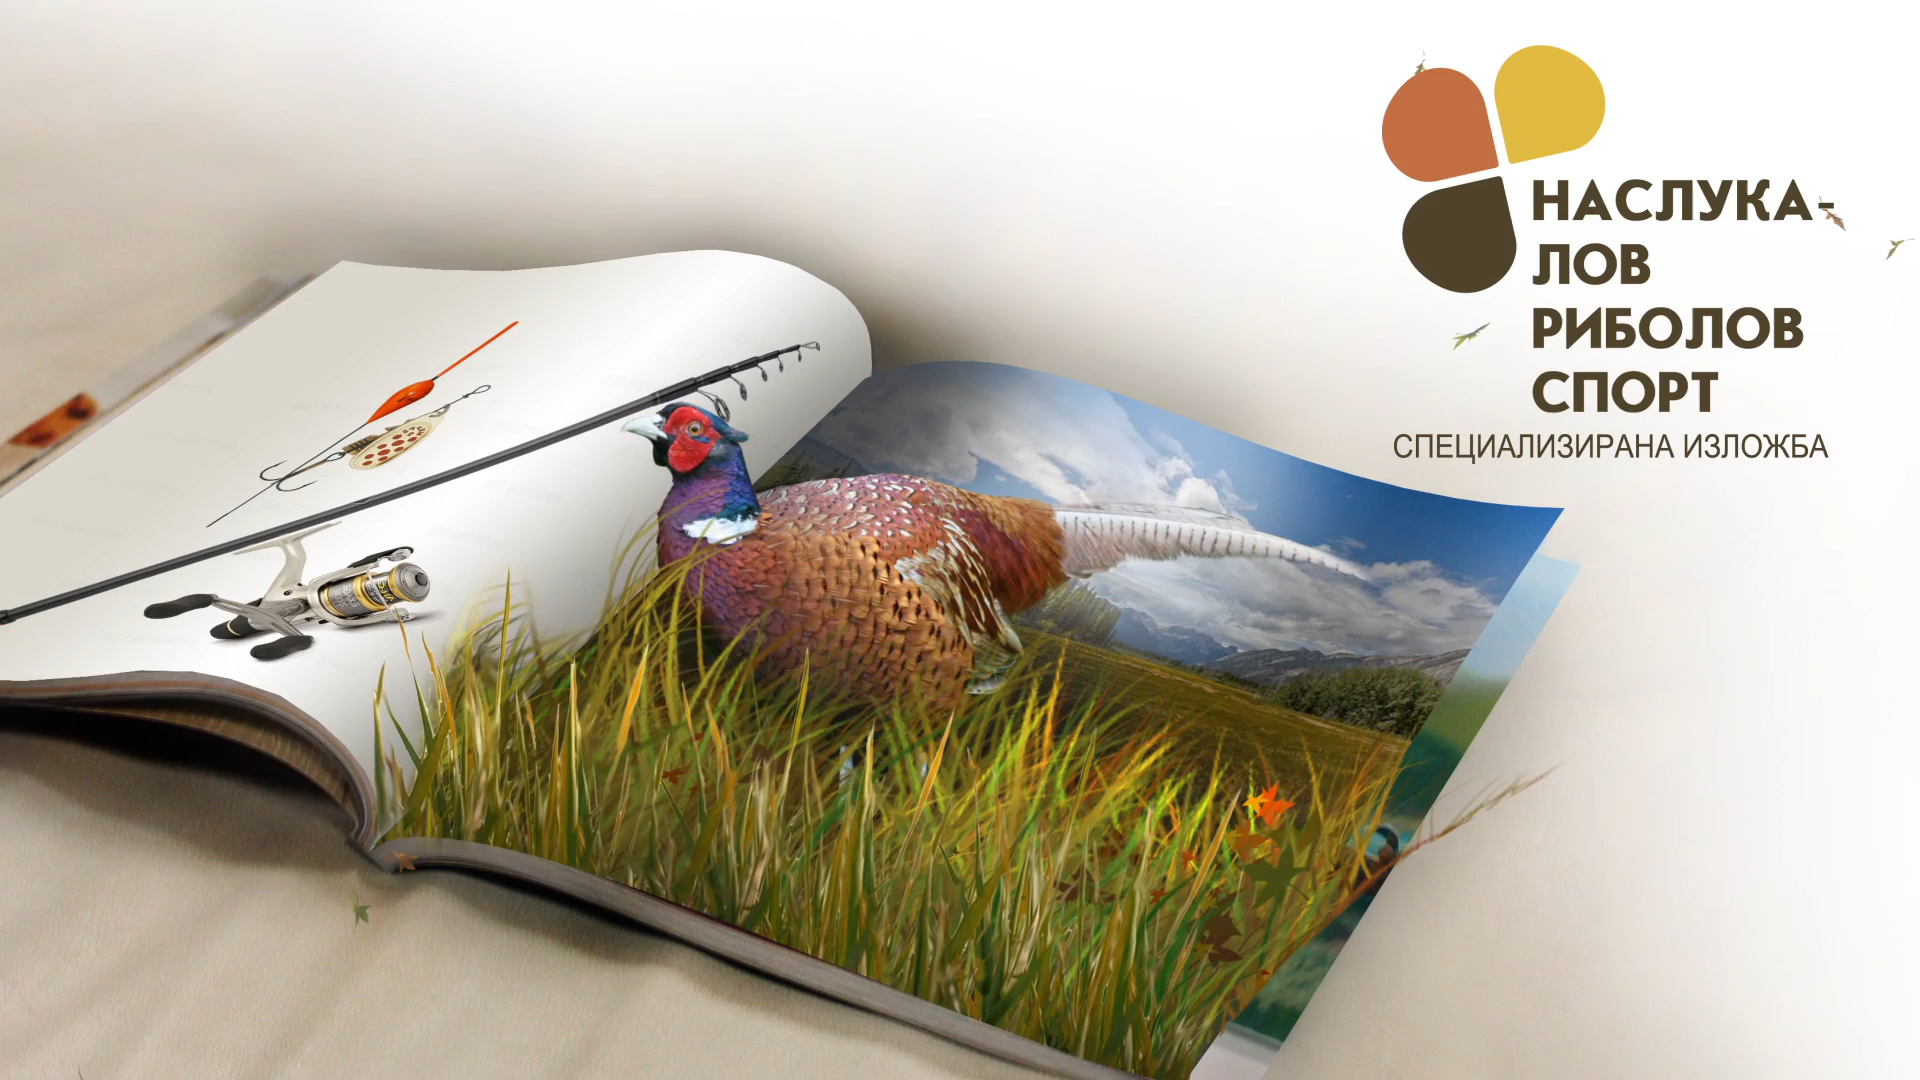 НАСЛУКА-
ЛОВ
РИБОЛОВ
СПОРТ
СПЕЦИАЛИЗИРАНА ИЗЛОЖБА